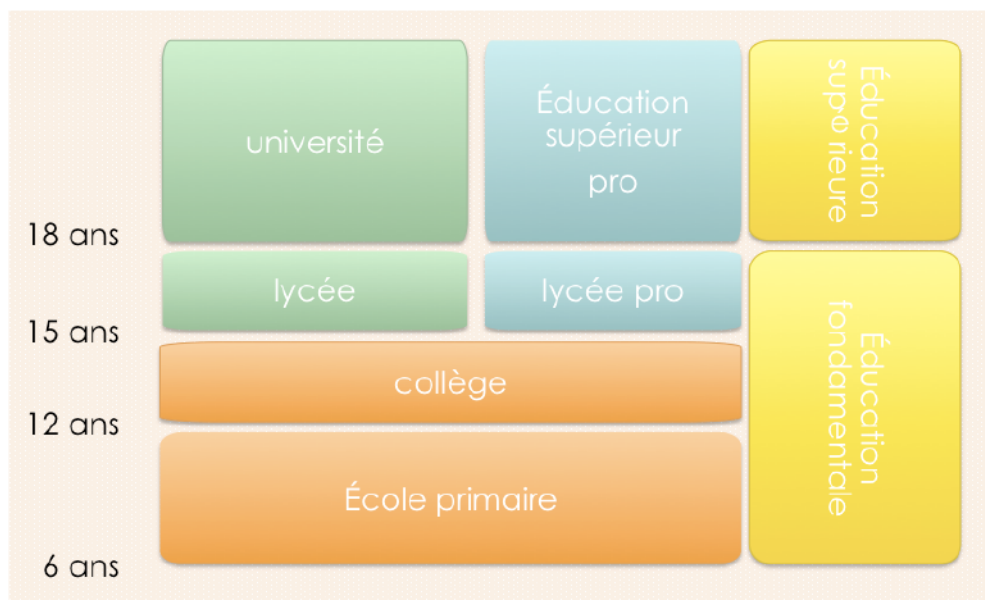 université
Éducation
supérieur
pro
Éducation
supérieure
18 ans
lycée
lycée pro
15 ans
collège
Éducation
fondamentale
12 ans
École primaire
6 ans